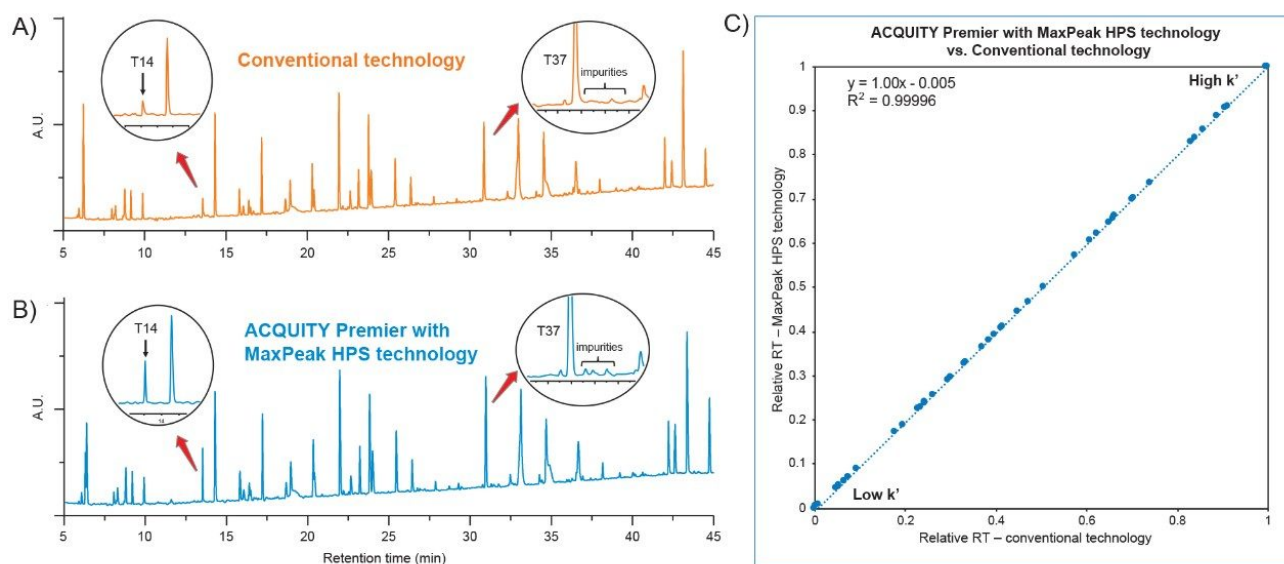 A)
Conventional technology
T14
T37
impurities
A.U.
5 10 15 20 25 30 35 40 45
B)
ACQUITY Premier with
MaxPeak HPS technology
T14
14
T37
impurities
A.U.
5 10 15 20 25 30 35 40 45
Retention time (min)
C)
ACQUITY Premier with MaxPeak HPS technology
vs. Conventional technology
y = 1.00x - 0.005
R² = 0.99996
High k’
Low k’
1
0.9
0.8
0.7
0.6
0.5
0.4
0.3
0.2
0.1
0
0 0.2 0.4 0.6 0.8 1
Relative RT – MaxPeak HPS technology
Relative RT – conventional technology